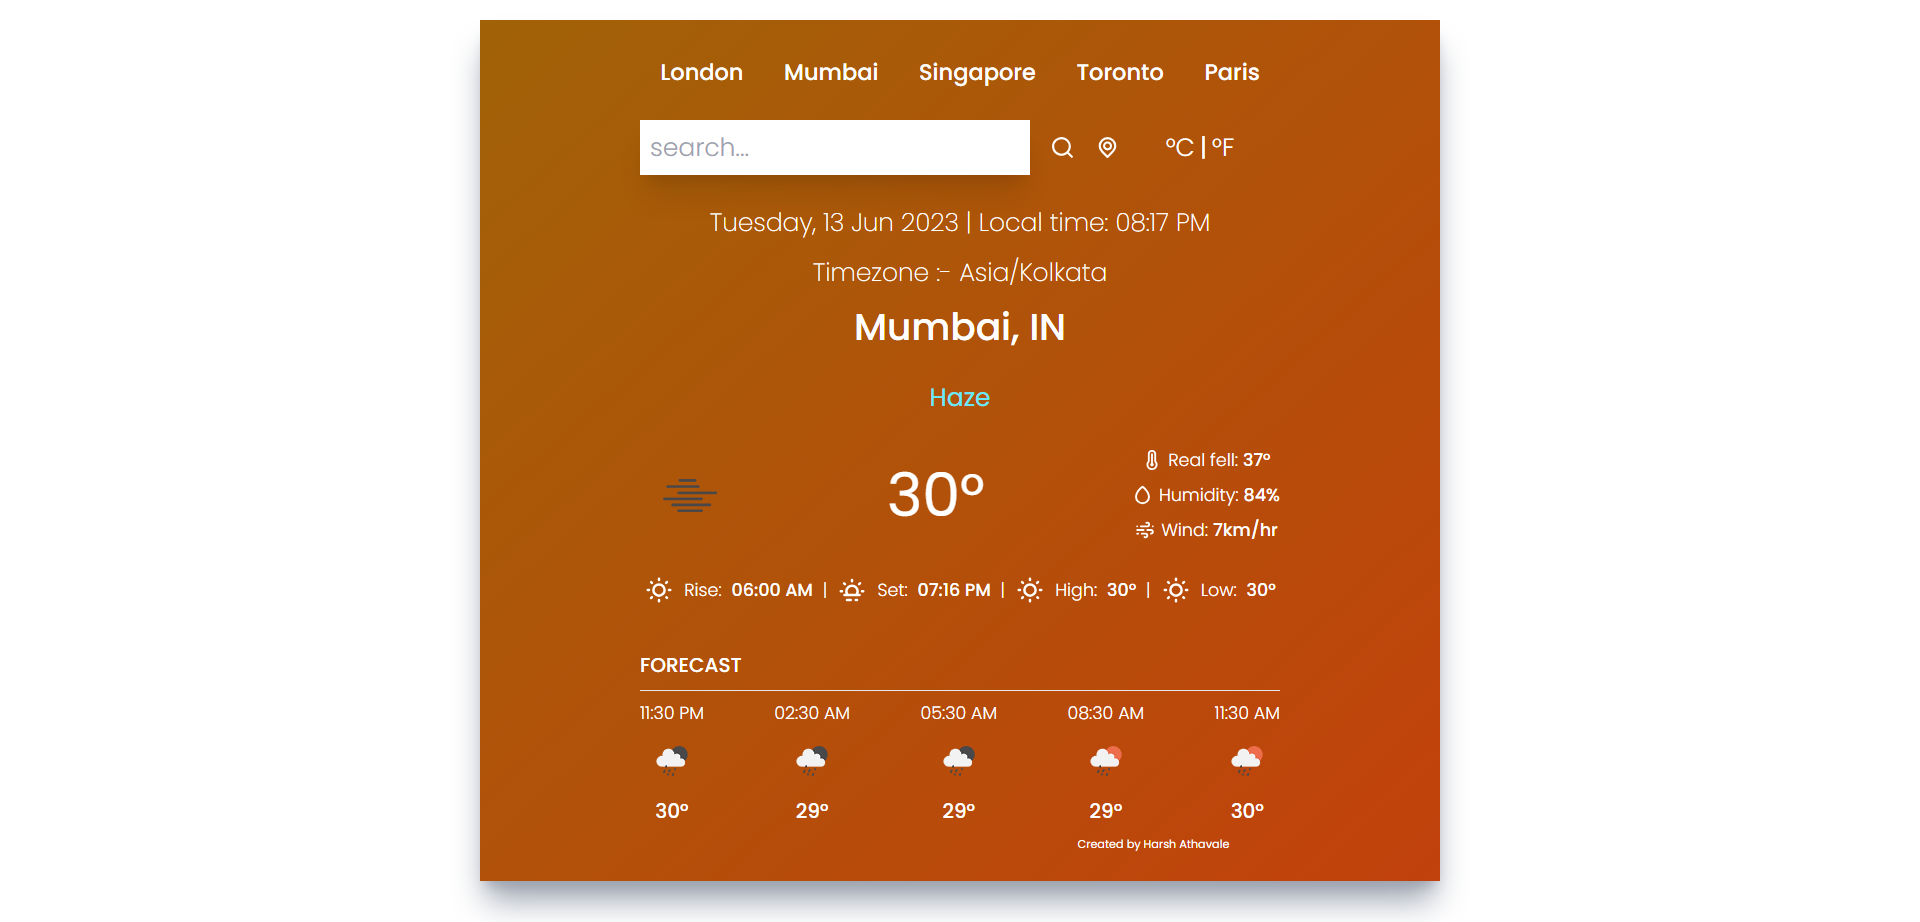 London Mumbai Singapore Toronto Paris
search... °C | °F
Tuesday, 13 Jun 2023 | Local time: 08:17 PM
Timezone :- Asia/Kolkata
Mumbai, IN
Haze
30°
Real fell: 37°
Humidity: 84%
Wind: 7km/hr
Rise: 06:00 AM | Set: 07:16 PM | High: 30° | Low: 30°
FORECAST
11:30 PM 02:30 AM 05:30 AM 08:30 AM 11:30 AM
30° 29° 29° 29° 30°
Created by Harsh Athavale